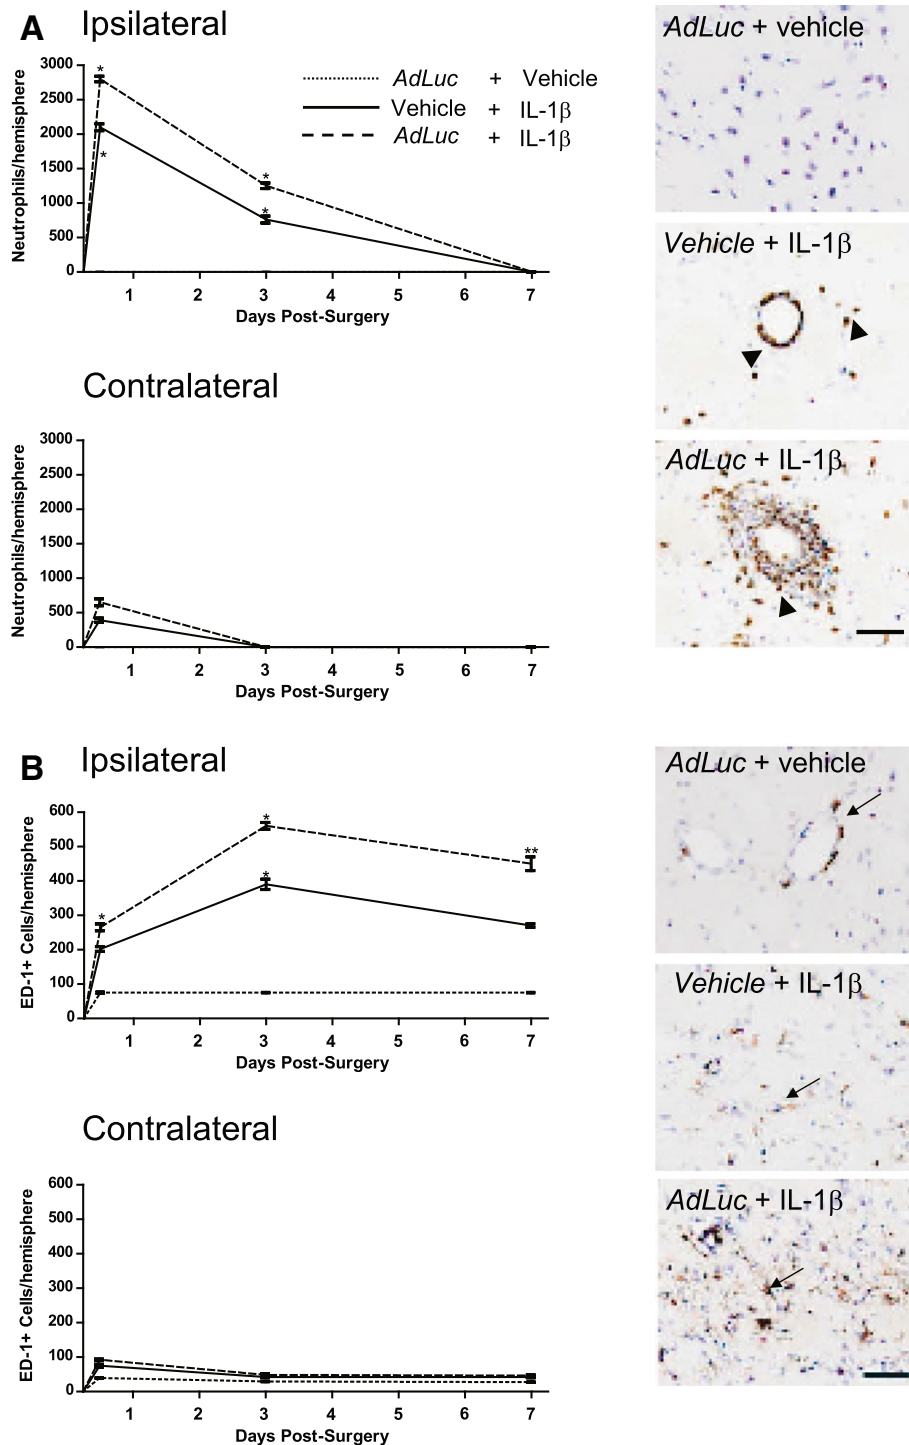 A Ipsilateral
Neutrophils/hemisphere
3000
2500
2000
1500
1000
500
0
* * * *
AdLuc + Vehicle
Vehicle + IL-1β
AdLuc + IL-1β
1 2 3 4 5 6 7
Days Post-Surgery
Contralateral
Neutrophils/hemisphere
3000
2500
2000
1500
1000
500
0
1 2 3 4 5 6 7
Days Post-Surgery
AdLuc + vehicle
Vehicle + IL-1β
AdLuc + IL-1β
B Ipsilateral
ED-1+ Cells/hemisphere
600
500
400
300
200
100
0
* * * **
1 2 3 4 5 6 7
Days Post-Surgery
Contralateral
ED-1+ Cells/hemisphere
600
500
400
300
200
100
0
1 2 3 4 5 6 7
Days Post-Surgery
AdLuc + vehicle
Vehicle + IL-1β
AdLuc + IL-1β